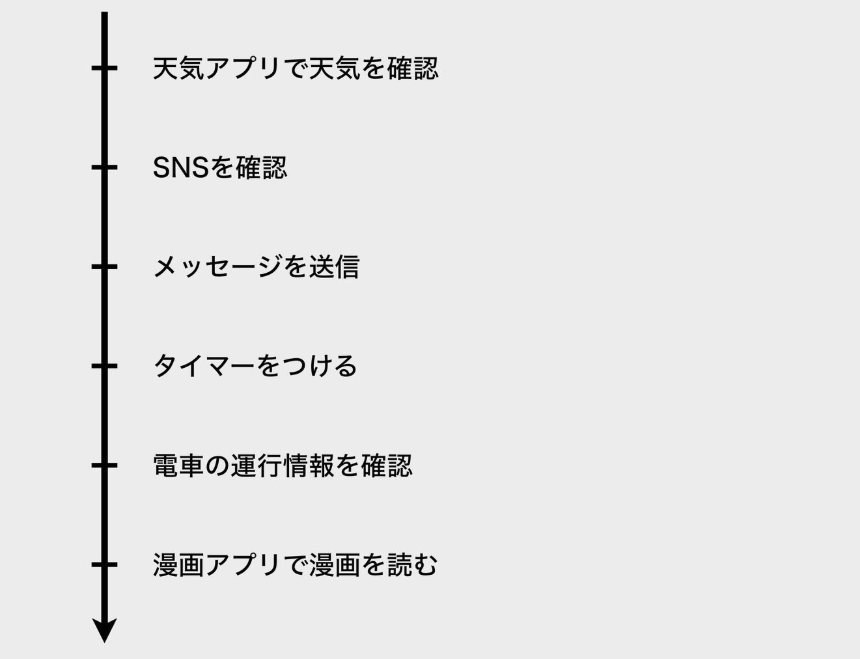 天気アプリで天気を確認
SNSを確認
メッセージを送信
タイマーをつける
電車の運行情報を確認
漫画アプリで漫画を読む